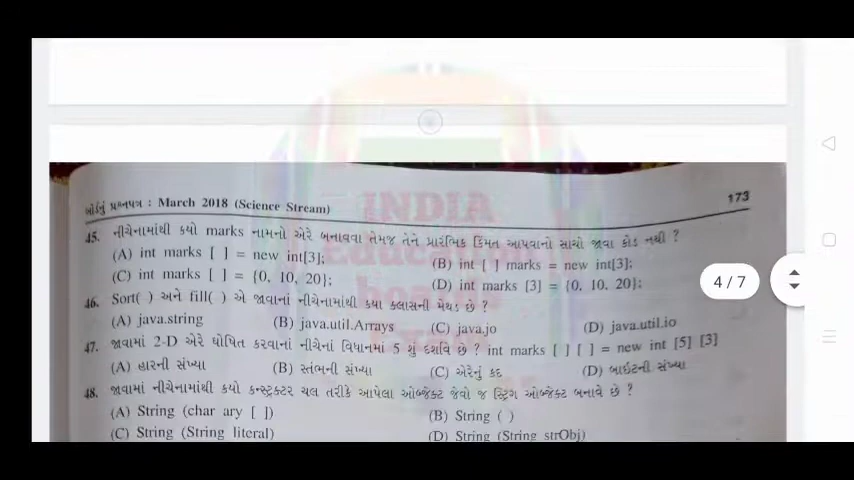 બોર્ડનું પ્રશ્નપત્ર : March 2018 (Science Stream) 173
INDIA
Education
45. નીચેનામાંથી કયો marks નામનો એરે બનાવવા તેમજ તેને પ્રારંભિક કિંમત આપવાનો સાચો જાવા કોડ નથી ?
(A) int marks [ ] = new int[3]; (B) int [ ] marks = new int[3];
(C) int marks [ ] = {0, 10, 20}; (D) int marks [3] = {0, 10, 20};
4 / 7
46. Sort( ) અને fill( ) એ જાવાનાં નીચેનામાંથી કયા ક્લાસની મેથડ છે ?
(A) java.string (B) java.util.Arrays (C) java.jo (D) java.util.io
47. જાવામાં 2-D એરે ઘોષિત કરવાનાં નીચેનાં વિધાનમાં 5 શું દર્શાવે છે ? int marks [ ] [ ] = new int [5] [3]
(A) હારની સંખ્યા (B) સ્તંભની સંખ્યા (C) એરેનું કદ (D) બાઈટની સંખ્યા
48. જાવામાં નીચેનામાંથી કયો કન્સ્ટ્રક્ટર ચલ તરીકે આપેલા ઓબ્જેક્ટ જેવો જ સ્ટ્રિંગ ઓબ્જેક્ટ બનાવે છે ?
(A) String (char ary [ ]) (B) String ( )
(C) String (String literal) (D) String (String strObj)